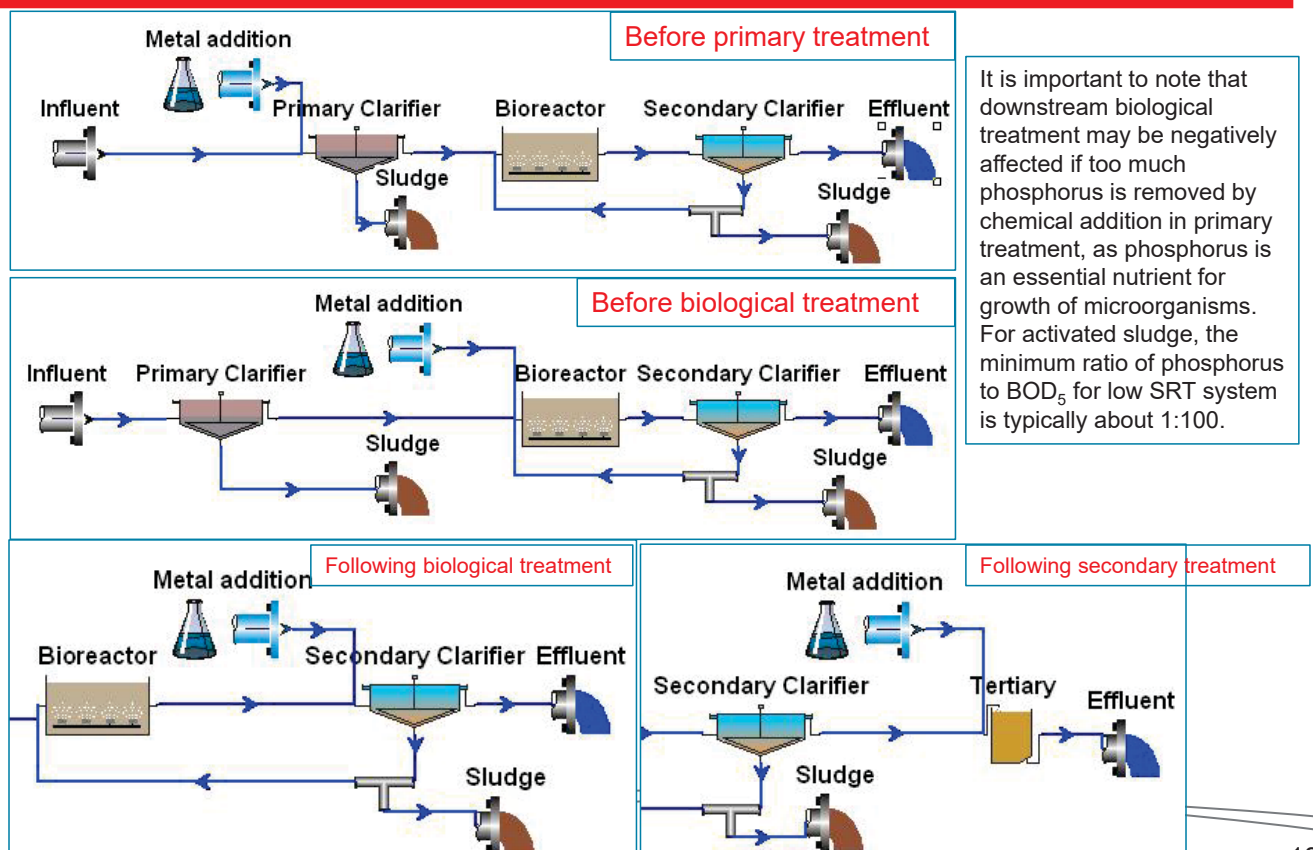 Before primary treatment
Metal addition
Influent
Primary Clarifier
Bioreactor
Secondary Clarifier
Effluent
Sludge
Sludge
It is important to note that
downstream biological
treatment may be negatively
affected if too much
phosphorus is removed by
chemical addition in primary
treatment, as phosphorus is
an essential nutrient for
growth of microorganisms.
For activated sludge, the
minimum ratio of phosphorus
to BOD5 for low SRT system
is typically about 1:100.
Before biological treatment
Metal addition
Influent
Primary Clarifier
Bioreactor
Secondary Clarifier
Effluent
Sludge
Sludge
Following biological treatment
Metal addition
Bioreactor
Secondary Clarifier
Effluent
Sludge
Following secondary treatment
Metal addition
Secondary Clarifier
Tertiary
Effluent
Sludge